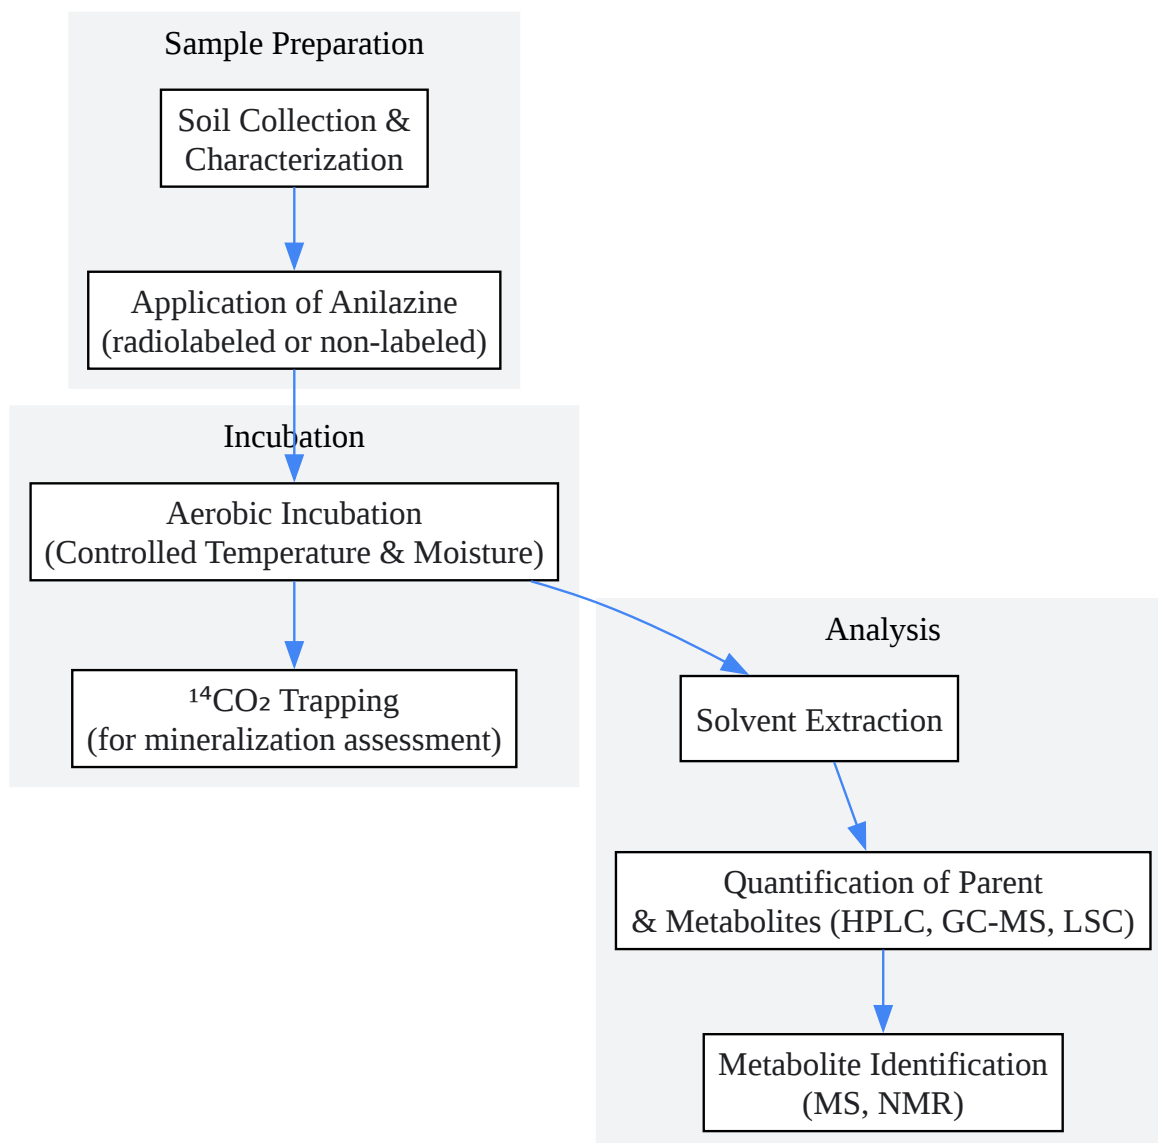 Sample Preparation
Soil Collection &
Characterization
Application of Anilazine
(radiolabeled or non-labeled)
Incubation
Aerobic Incubation
(Controlled Temperature & Moisture)
¹⁴CO₂ Trapping
(for mineralization assessment)
Analysis
Solvent Extraction
Quantification of Parent
& Metabolites (HPLC, GC-MS, LSC)
Metabolite Identification
(MS, NMR)